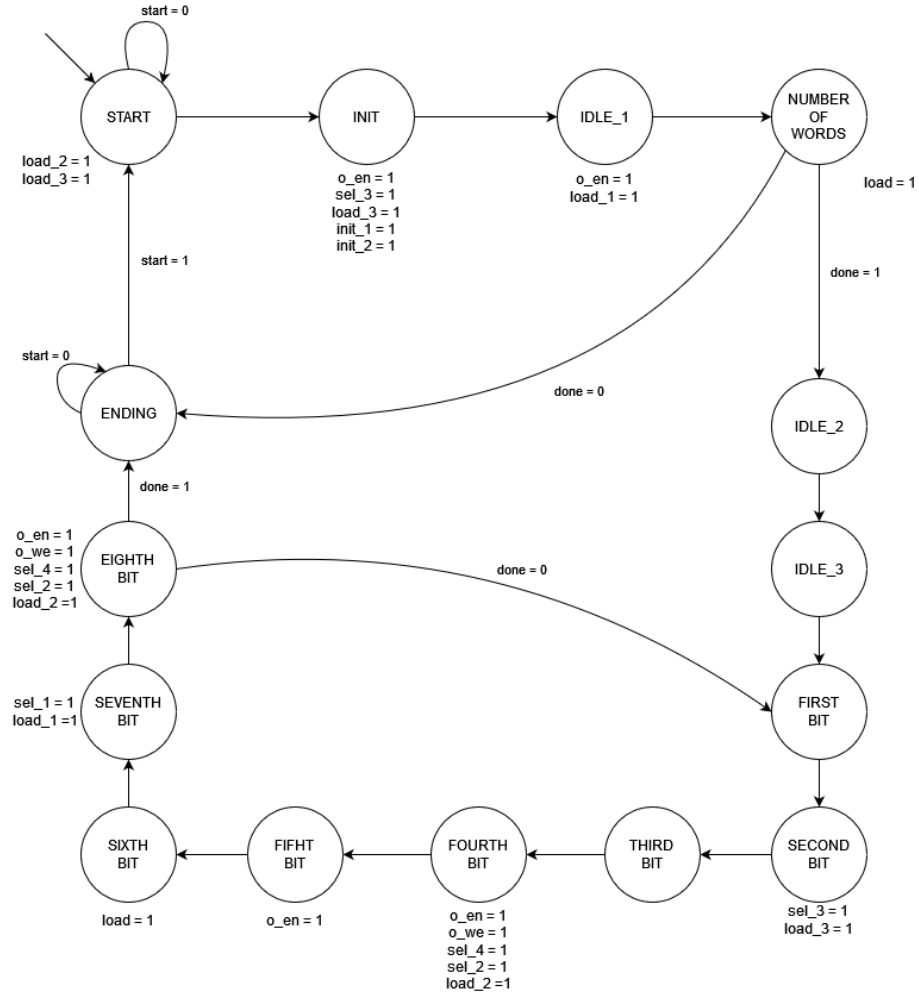 start = 0
START
INIT
IDLE_1
NUMBER
OF
WORDS
load_2 = 1
load_3 = 1
o_en = 1
sel_3 = 1
load_3 = 1
init_1 = 1
init_2 = 1
o_en = 1
load_1 = 1
load = 1
start = 1
done = 1
start = 0
ENDING
done = 0
IDLE_2
done = 1
o_en = 1
o_we = 1
sel_4 = 1
sel_2 = 1
load_2 =1
EIGHTH
BIT
done = 0
IDLE_3
sel_1 = 1
load_1 =1
SEVENTH
BIT
FIRST
BIT
SIXTH
BIT
FIFHT
BIT
FOURTH
BIT
THIRD
BIT
SECOND
BIT
load = 1
o_en = 1
o_en = 1
o_we = 1
sel_4 = 1
sel_2 = 1
load_2 =1
sel_3 = 1
load_3 = 1